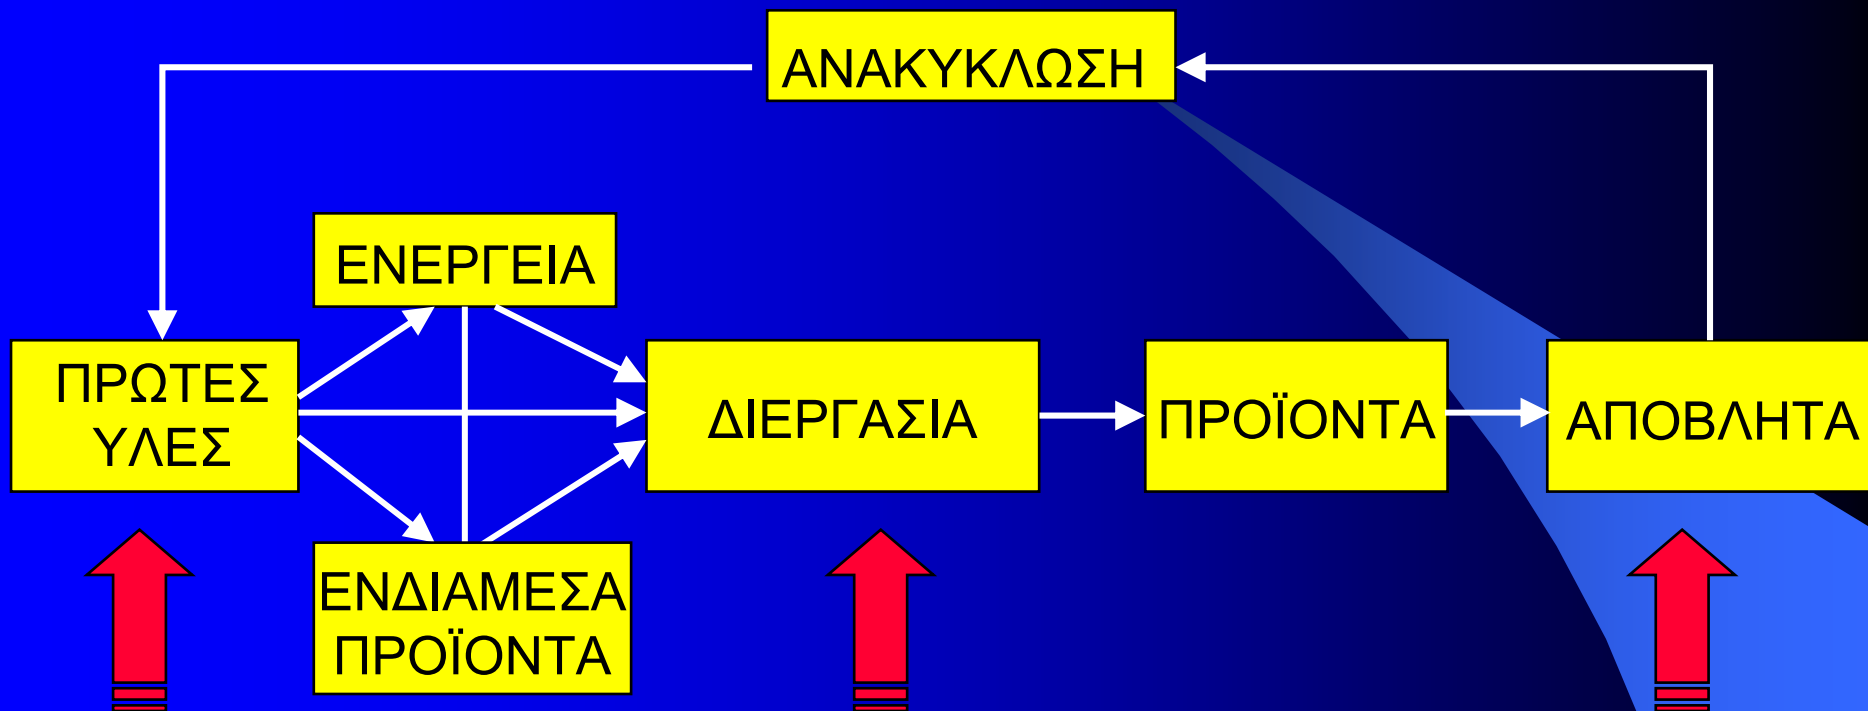 ΑΝΑΚΥΚΛΩΣΗ
ΕΝΕΡΓΕΙΑ
ΠΡΩΤΕΣ
ΥΛΕΣ
ΔΙΕΡΓΑΣΙΑ
ΠΡΟΪΟΝΤΑ
ΑΠΟΒΛΗΤΑ
ΕΝΔΙΑΜΕΣΑ
ΠΡΟΪΟΝΤΑ